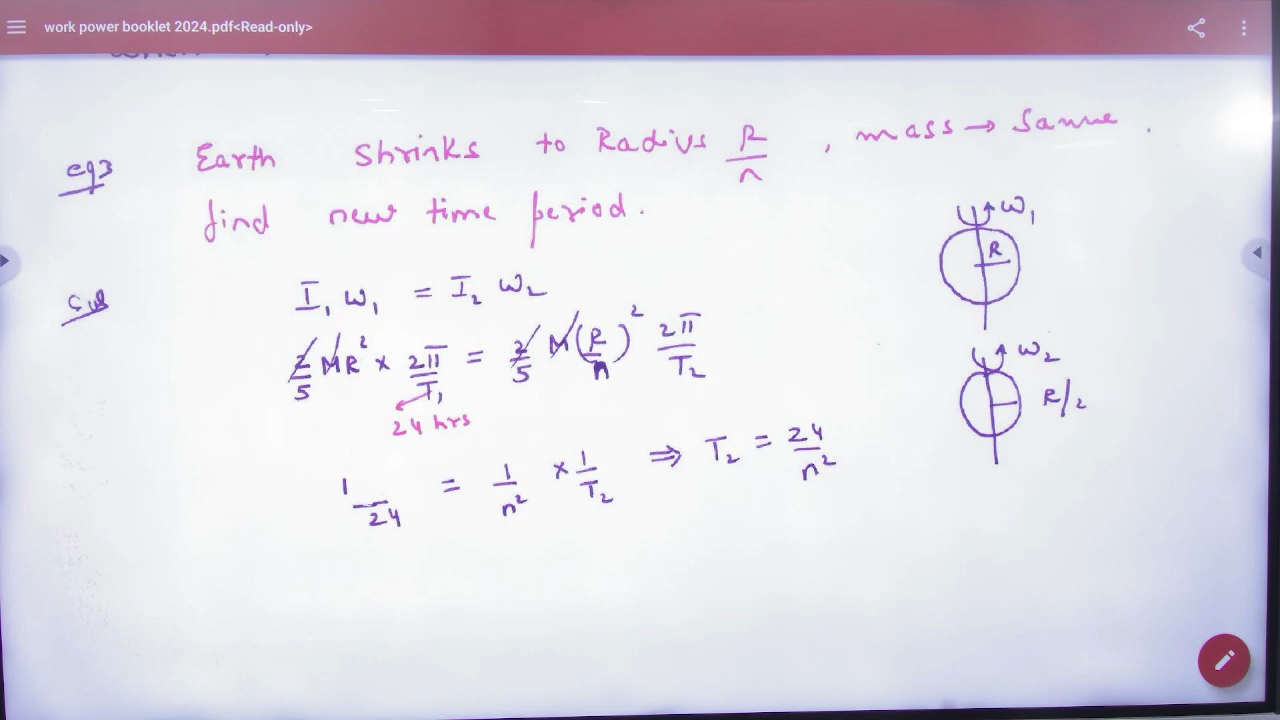 work power booklet 2024.pdf<Read-only>
eg3 Earth shrinks to Radius R/n , mass → Same .
find new time period.
ω₁
R
Sol I₁ ω₁ = I₂ ω₂
2/5 MR² × 2π/T₁ = 2/5 M(R/n)² 2π/T₂
24 hrs
ω₂
R/2
1/24 = 1/n² × 1/T₂ ⇒ T₂ = 24/n²